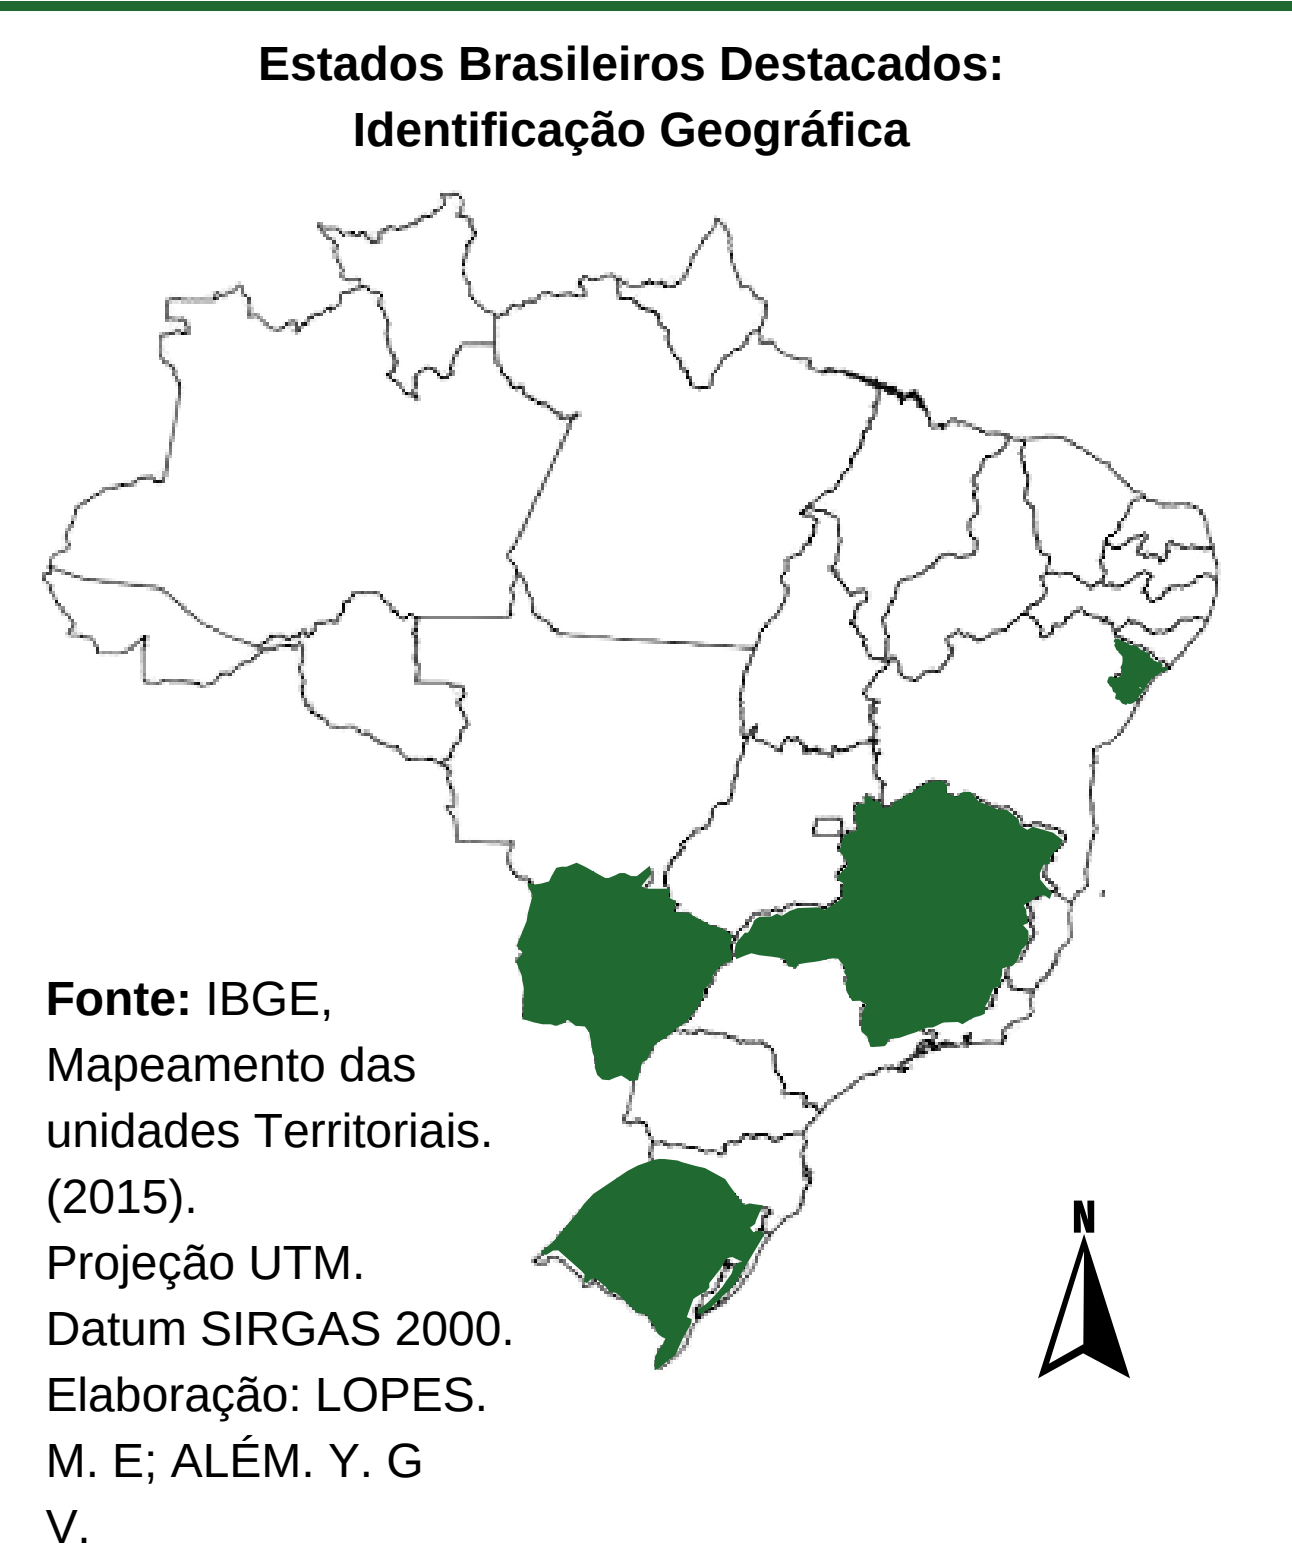 Estados Brasileiros Destacados:
Identificação Geográfica
Fonte: IBGE,
Mapeamento das
unidades Territoriais.
(2015).
Projeção UTM.
Datum SIRGAS 2000.
Elaboração: LOPES.
M. E; ALÉM. Y. G
V.
N